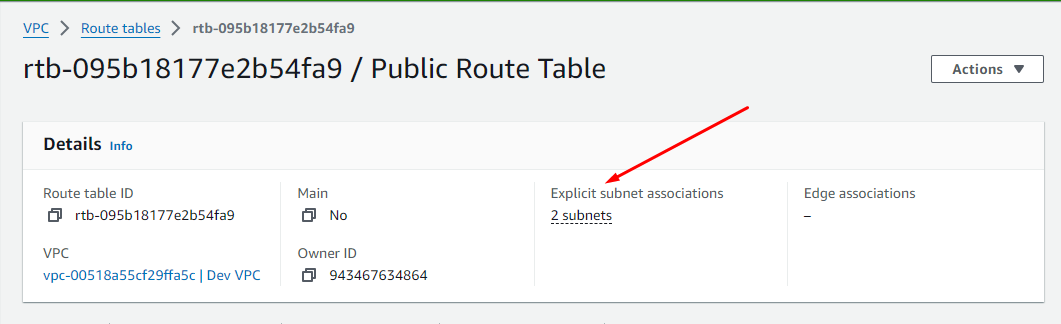 VPC > Route tables > rtb-095b18177e2b54fa9
rtb-095b18177e2b54fa9 / Public Route Table
Actions
Details Info
Route table ID
rtb-095b18177e2b54fa9
Main
No
Explicit subnet associations
2 subnets
Edge associations
–
VPC
vpc-00518a55cf29ffa5c | Dev VPC
Owner ID
943467634864